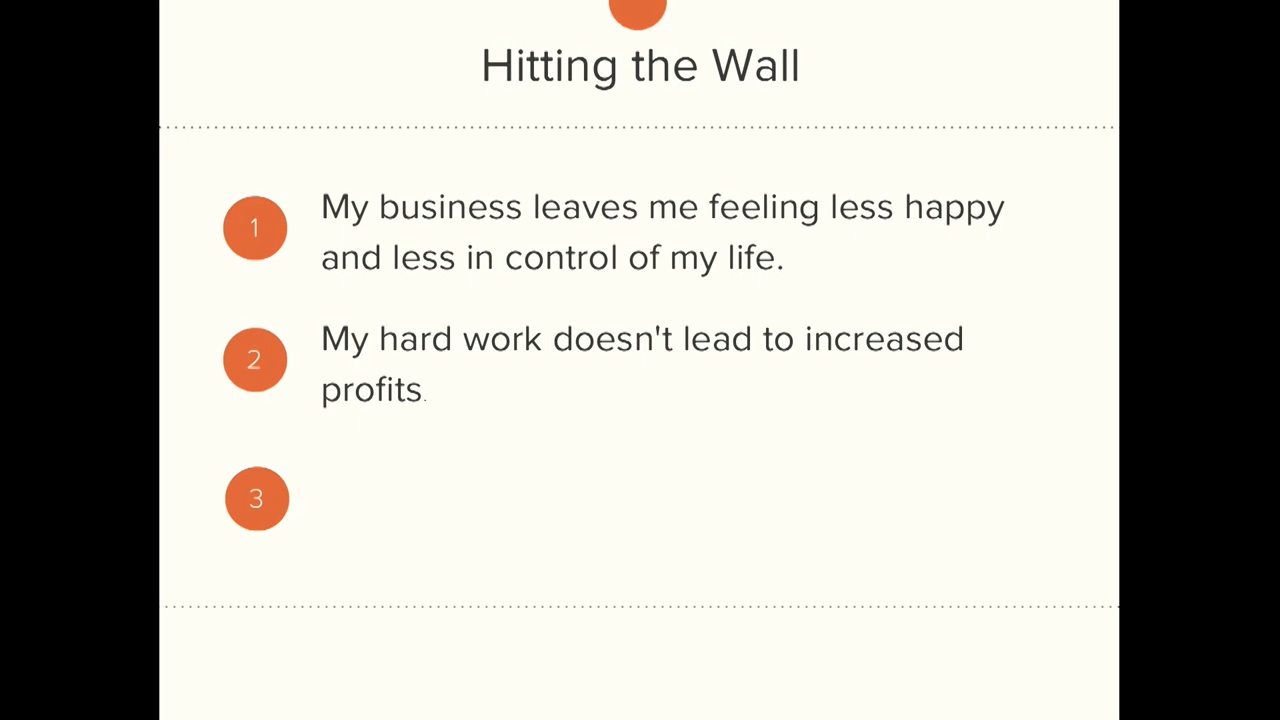 Hitting the Wall
1
My business leaves me feeling less happy
and less in control of my life.
2
My hard work doesn't lead to increased
profits.
3